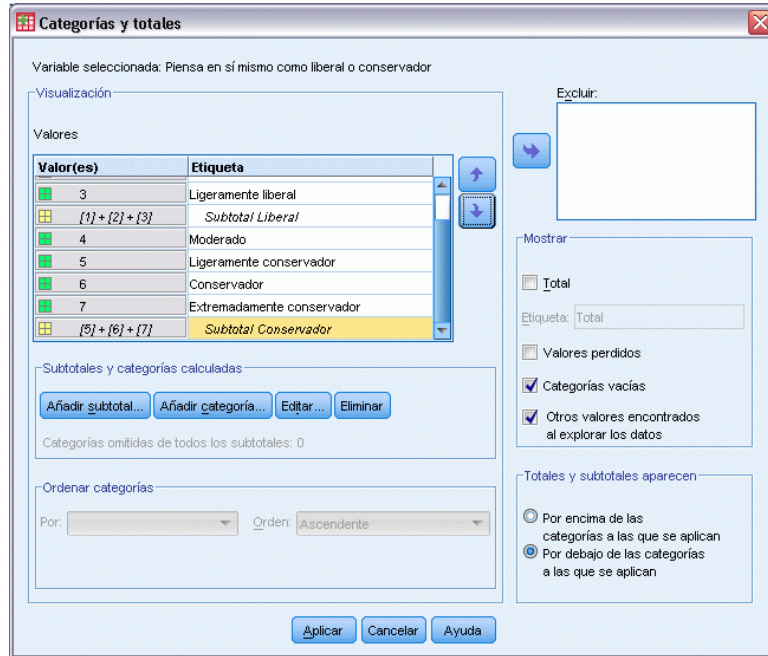 Categorías y totales
Variable seleccionada: Piensa en sí mismo como liberal o conservador
Visualización
Valores
Valor(es) Etiqueta
3 Ligeramente liberal
[1] + [2] + [3] Subtotal Liberal
4 Moderado
5 Ligeramente conservador
6 Conservador
7 Extremadamente conservador
[5] + [6] + [7] Subtotal Conservador
Subtotales y categorías calculadas
Añadir subtotal... Añadir categoría... Editar... Eliminar
Categorías omitidas de todos los subtotales: 0
Ordenar categorías
Por: Orden: Ascendente
Excluir:
Mostrar
Total
Etiqueta: Total
Valores perdidos
Categorías vacías
Otros valores encontrados
al explorar los datos
Totales y subtotales aparecen
Por encima de las
categorías a las que se aplican
Por debajo de las categorías
a las que se aplican
Aplicar Cancelar Ayuda